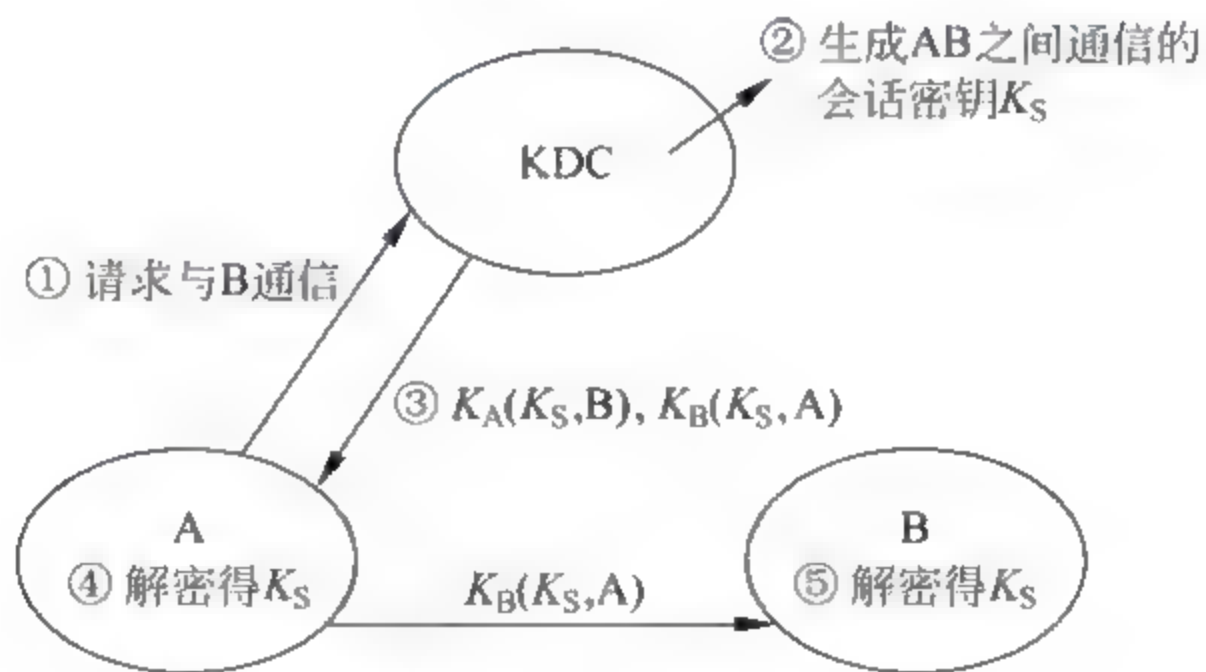 ② 生成AB之间通信的
会话密钥K_S
KDC
① 请求与B通信
③ K_A(K_S,B), K_B(K_S,A)
A
④ 解密得K_S
K_B(K_S,A)
B
⑤ 解密得K_S